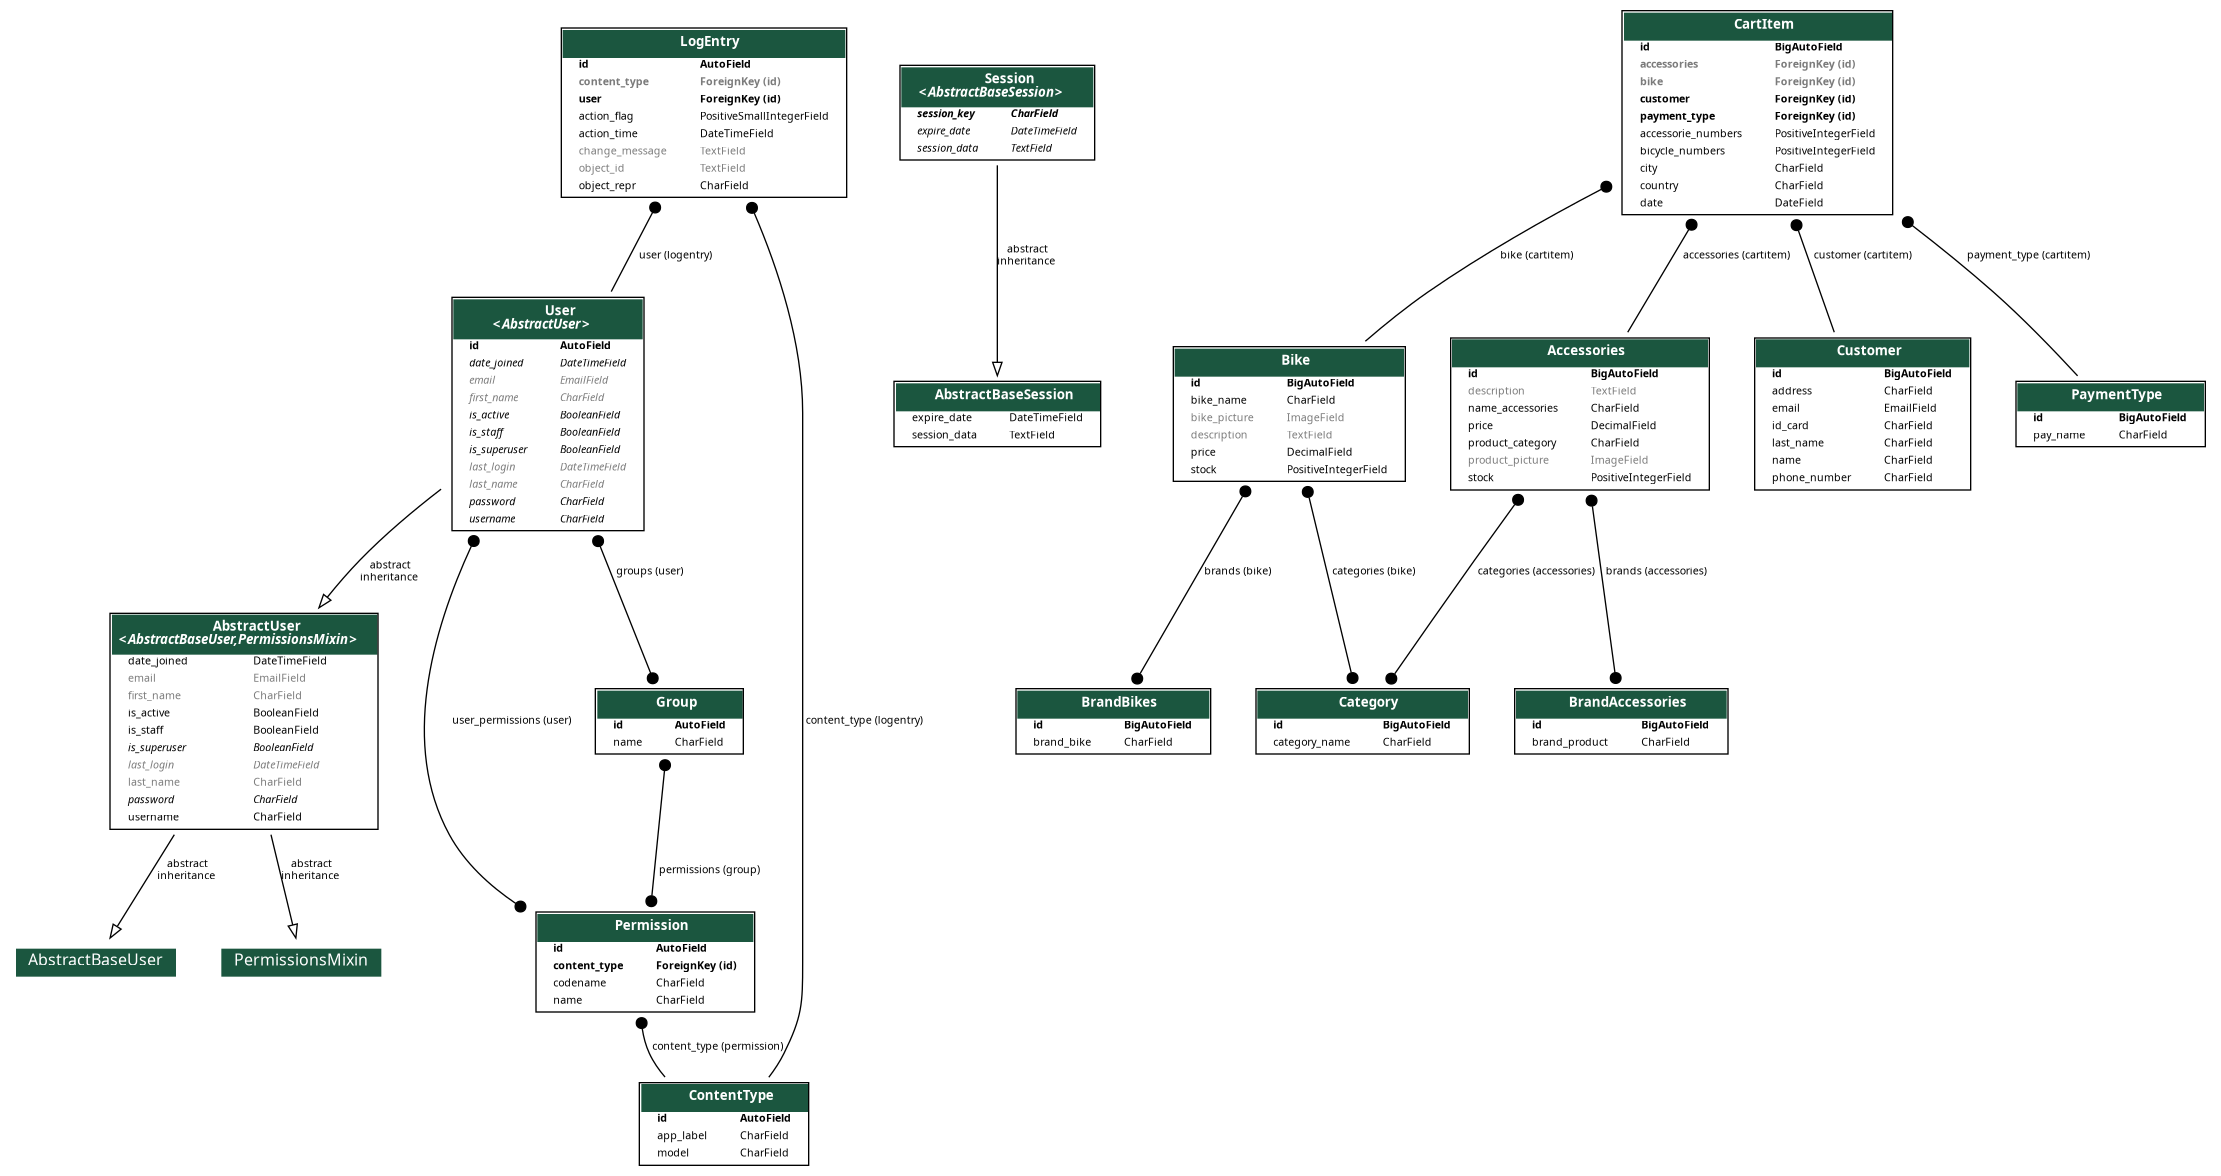 LogEntry
id AutoField
content_type ForeignKey (id)
user ForeignKey (id)
action_flag PositiveSmallIntegerField
action_time DateTimeField
change_message TextField
object_id TextField
object_repr CharField
Session
<AbstractBaseSession>
session_key CharField
expire_date DateTimeField
session_data TextField
CartItem
id BigAutoField
accessories ForeignKey (id)
bike ForeignKey (id)
customer ForeignKey (id)
payment_type ForeignKey (id)
accessorie_numbers PositiveIntegerField
bicycle_numbers PositiveIntegerField
city CharField
country CharField
date DateField
user (logentry)
abstract
inheritance
bike (cartitem)
accessories (cartitem)
customer (cartitem)
payment_type (cartitem)
User
<AbstractUser>
id AutoField
date_joined DateTimeField
email EmailField
first_name CharField
is_active BooleanField
is_staff BooleanField
is_superuser BooleanField
last_login DateTimeField
last_name CharField
password CharField
username CharField
AbstractBaseSession
expire_date DateTimeField
session_data TextField
Bike
id BigAutoField
bike_name CharField
bike_picture ImageField
description TextField
price DecimalField
stock PositiveIntegerField
Accessories
id BigAutoField
description TextField
name_accessories CharField
price DecimalField
product_category CharField
product_picture ImageField
stock PositiveIntegerField
Customer
id BigAutoField
address CharField
email EmailField
id_card CharField
last_name CharField
name CharField
phone_number CharField
PaymentType
id BigAutoField
pay_name CharField
abstract
inheritance
groups (user)
brands (bike)
categories (bike)
categories (accessories)
brands (accessories)
AbstractUser
<AbstractBaseUser,PermissionsMixin>
date_joined DateTimeField
email EmailField
first_name CharField
is_active BooleanField
is_staff BooleanField
is_superuser BooleanField
last_login DateTimeField
last_name CharField
password CharField
username CharField
user_permissions (user)
Group
id AutoField
name CharField
content_type (logentry)
BrandBikes
id BigAutoField
brand_bike CharField
Category
id BigAutoField
category_name CharField
BrandAccessories
id BigAutoField
brand_product CharField
abstract
inheritance
abstract
inheritance
permissions (group)
AbstractBaseUser
PermissionsMixin
Permission
id AutoField
content_type ForeignKey (id)
codename CharField
name CharField
content_type (permission)
ContentType
id AutoField
app_label CharField
model CharField